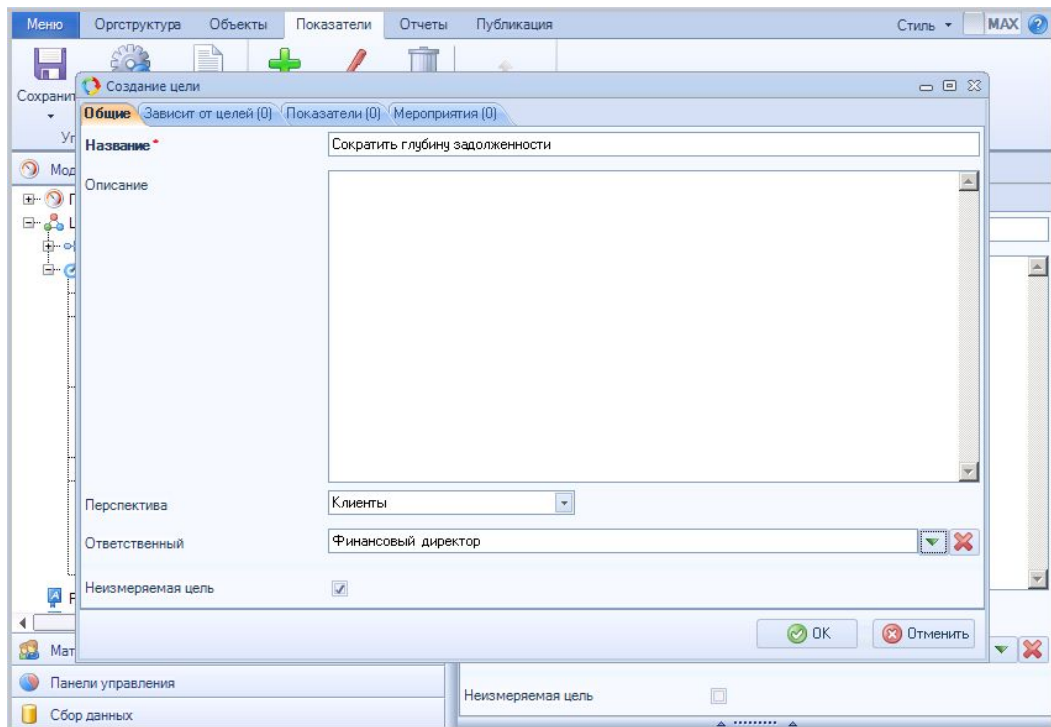 Меню Оргструктура Объекты Показатели Отчеты Публикация Стиль MAX
Создание цели
Общие Зависит от целей (0) Показатели (0) Мероприятия (0)
Название* Сократить глубину задолженности
Описание
Перспектива Клиенты
Ответственный Финансовый директор
Неизмеряемая цель
OK Отменить
Панели управления
Неизмеряемая цель
Сбор данных